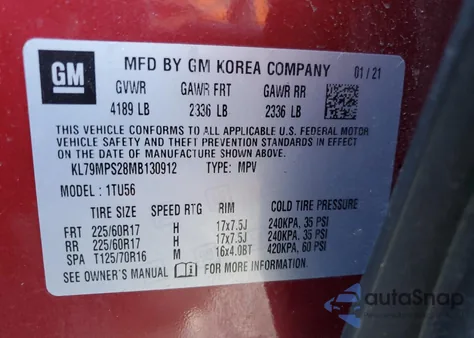 GM
MFD BY GM KOREA COMPANY 01/21
GVWR GAWR FRT GAWR RR
4189 LB 2336 LB 2336 LB
THIS VEHICLE CONFORMS TO ALL APPLICABLE U.S. FEDERAL MOTOR
VEHICLE SAFETY AND THEFT PREVENTION STANDARDS IN EFFECT
ON THE DATE OF MANUFACTURE SHOWN ABOVE.
KL79MPS28MB130912 TYPE: MPV
MODEL : 1TU56
TIRE SIZE SPEED RTG RIM COLD TIRE PRESSURE
FRT 225/60R17 H 17x7.5J 240KPA, 35 PSI
RR 225/60R17 H 17x7.5J 240KPA, 35 PSI
SPA T125/70R16 M 16x4.0BT 420KPA, 60 PSI
SEE OWNER'S MANUAL FOR MORE INFORMATION
autoSnap